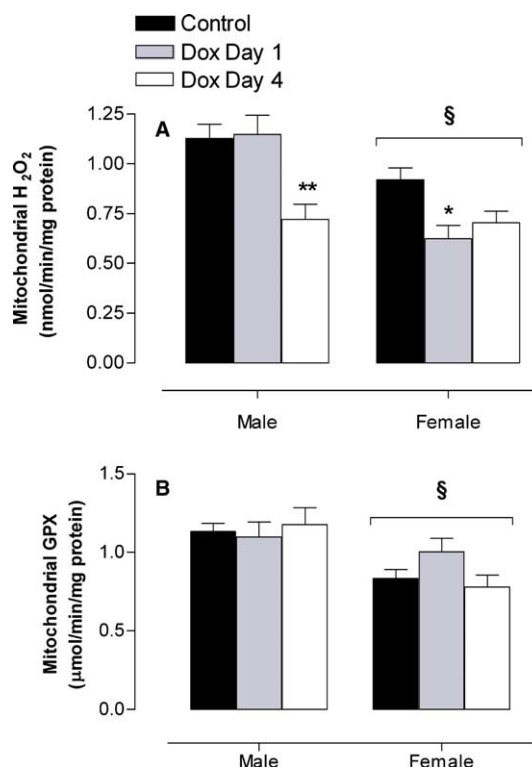 Control
Dox Day 1
Dox Day 4
A
Mitochondrial H₂O₂
(nmol/min/mg protein)
1.25
1.00
0.75
0.50
0.25
0.00
**
§
*
Male
Female
B
Mitochondrial GPX
(µmol/min/mg protein)
1.5
1.0
0.5
0.0
§
Male
Female